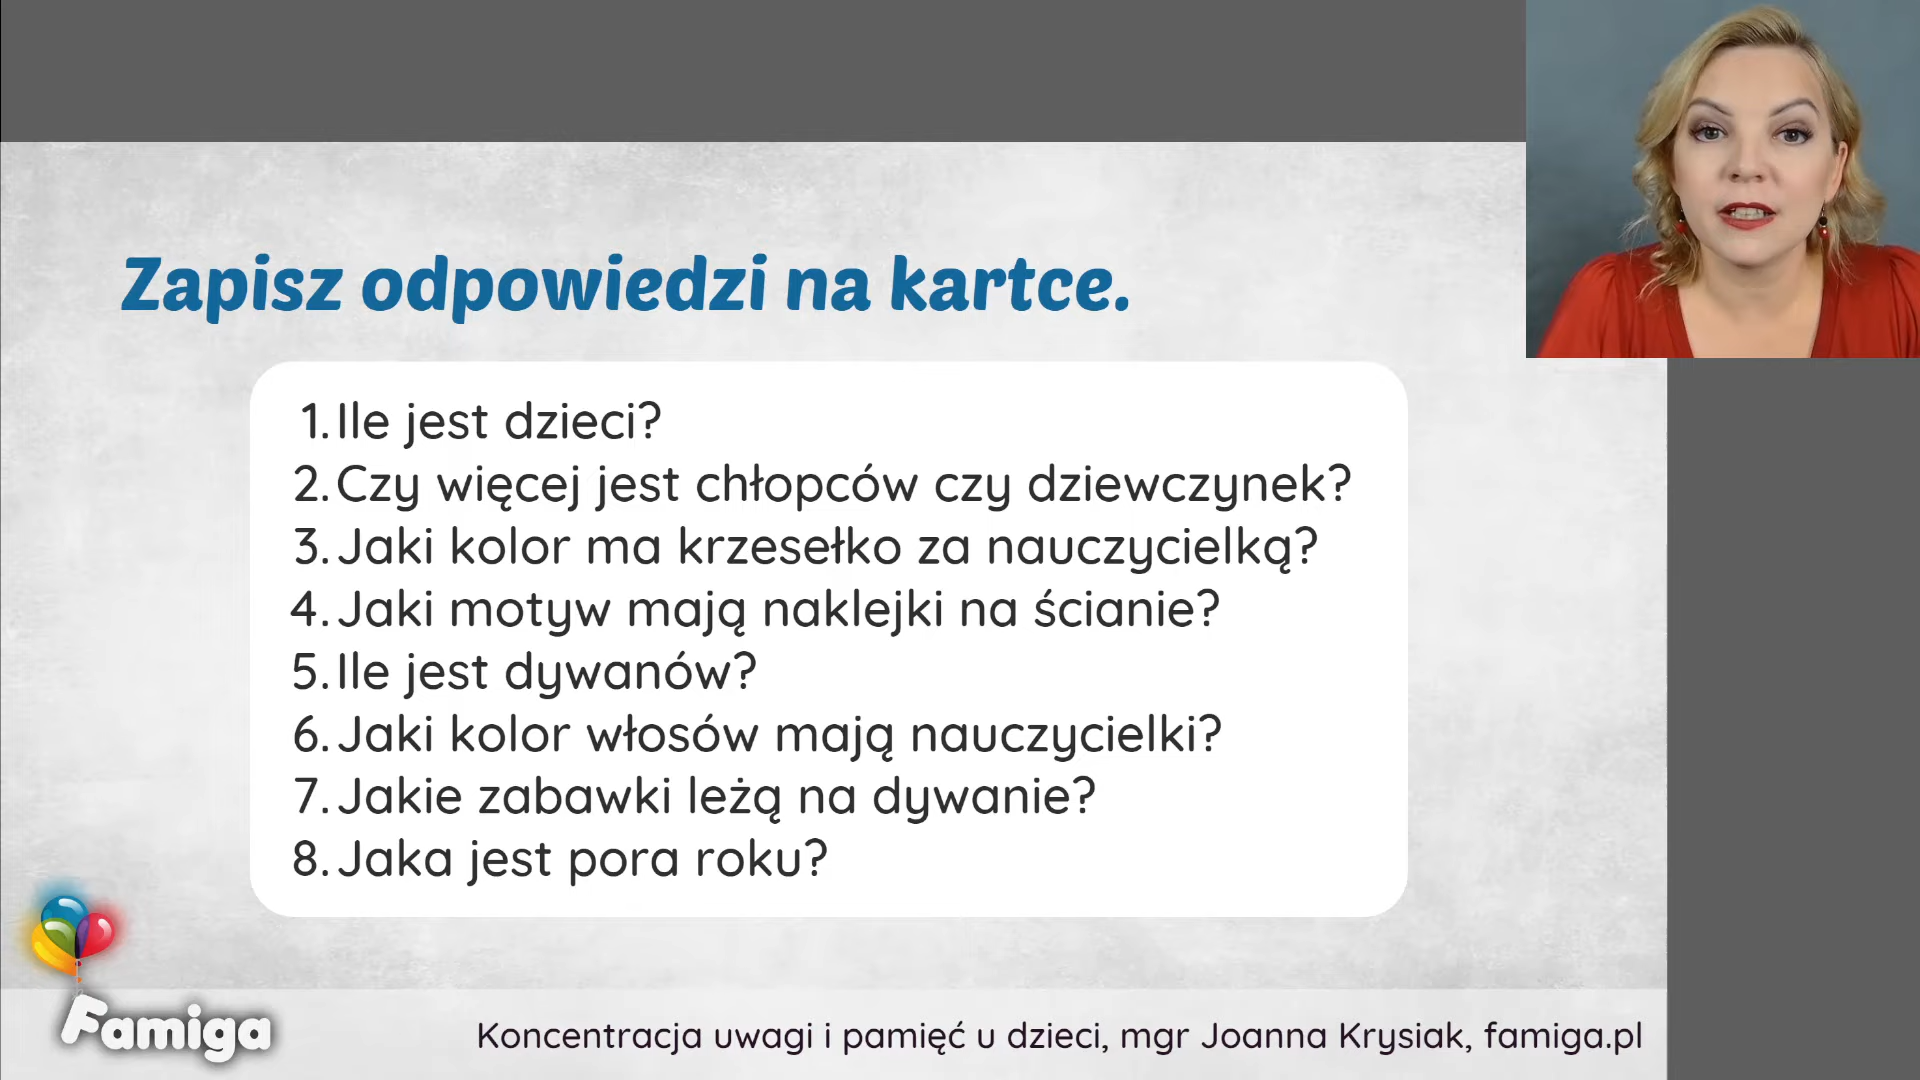 Zapisz odpowiedzi na kartce.
1. Ile jest dzieci?
2. Czy więcej jest chłopców czy dziewczynek?
3. Jaki kolor ma krzesełko za nauczycielką?
4. Jaki motyw mają naklejki na ścianie?
5. Ile jest dywanów?
6. Jaki kolor włosów mają nauczycielki?
7. Jakie zabawki leżą na dywanie?
8. Jaka jest pora roku?
Famiga
Koncentracja uwagi i pamięć u dzieci, mgr Joanna Krysiak, famiga.pl